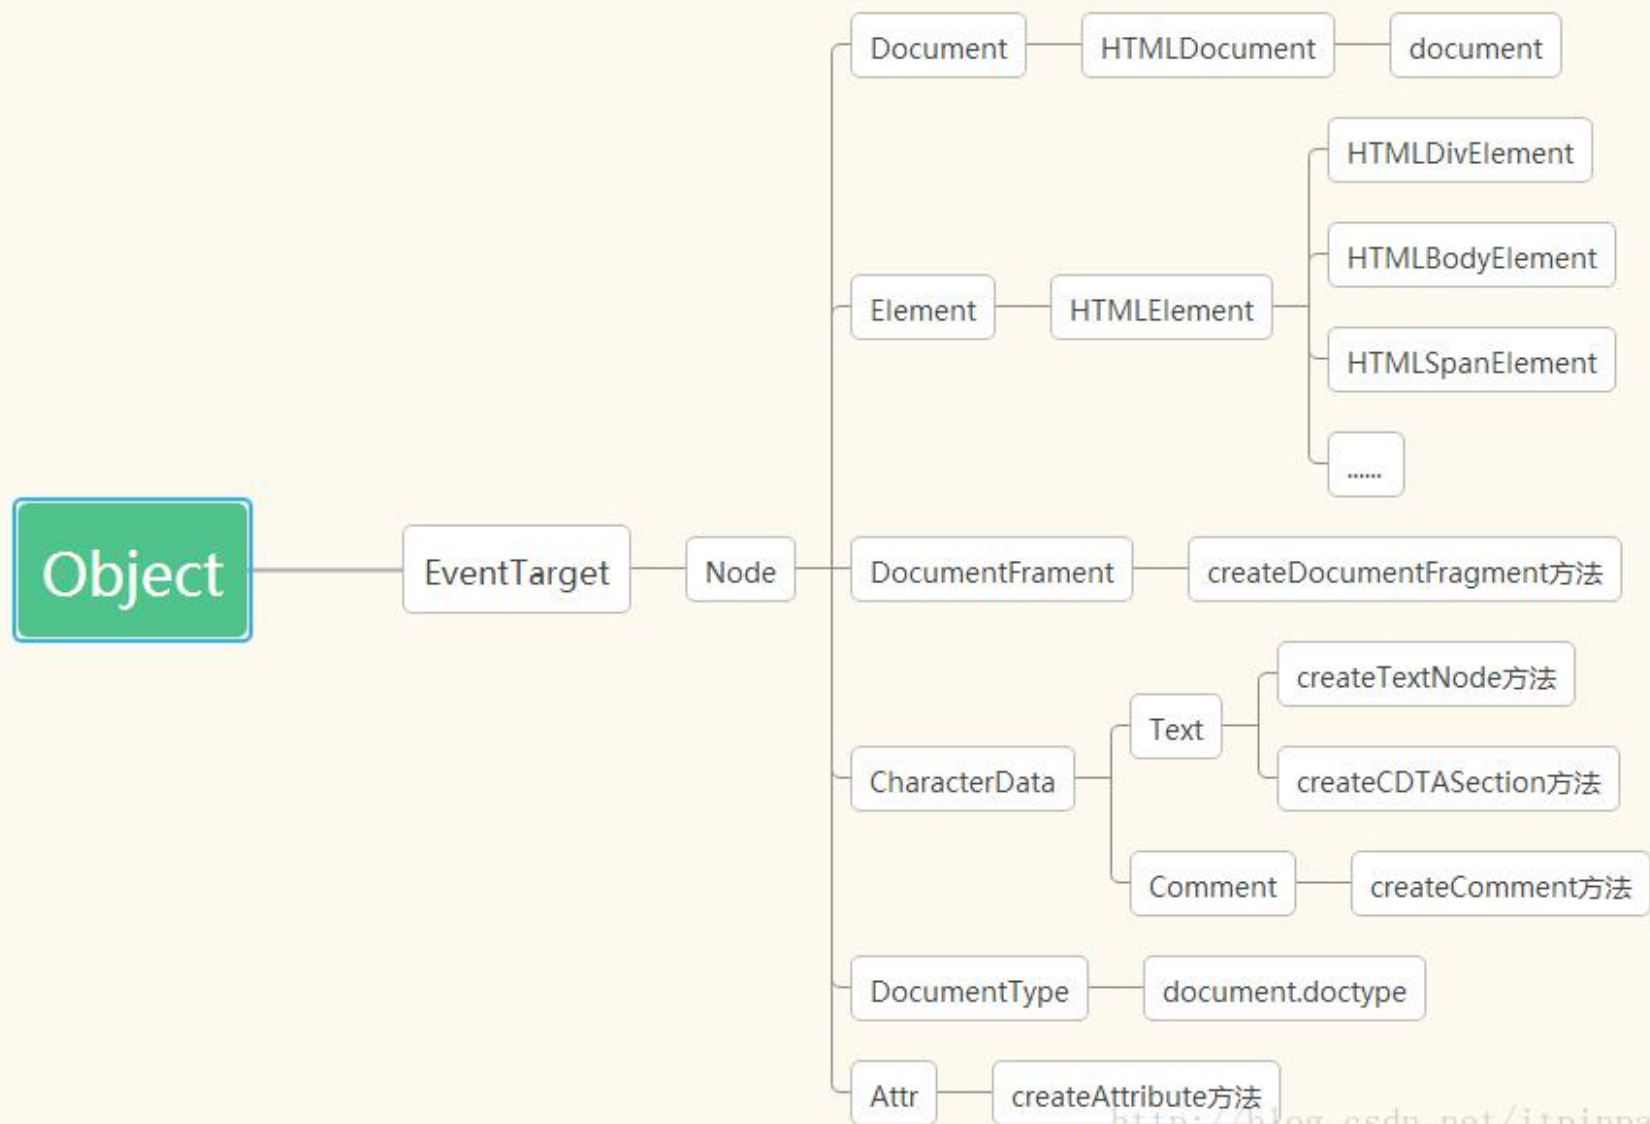 Document
HTMLDocument
document
HTMLDivElement
HTMLBodyElement
Element
HTMLElement
HTMLSpanElement
......
Object
EventTarget
Node
DocumentFrament
createDocumentFragment方法
createTextNode方法
Text
CharacterData
createCDTASection方法
Comment
createComment方法
DocumentType
document.doctype
Attr
createAttribute方法
http://blog.csdn.net/itpinpa